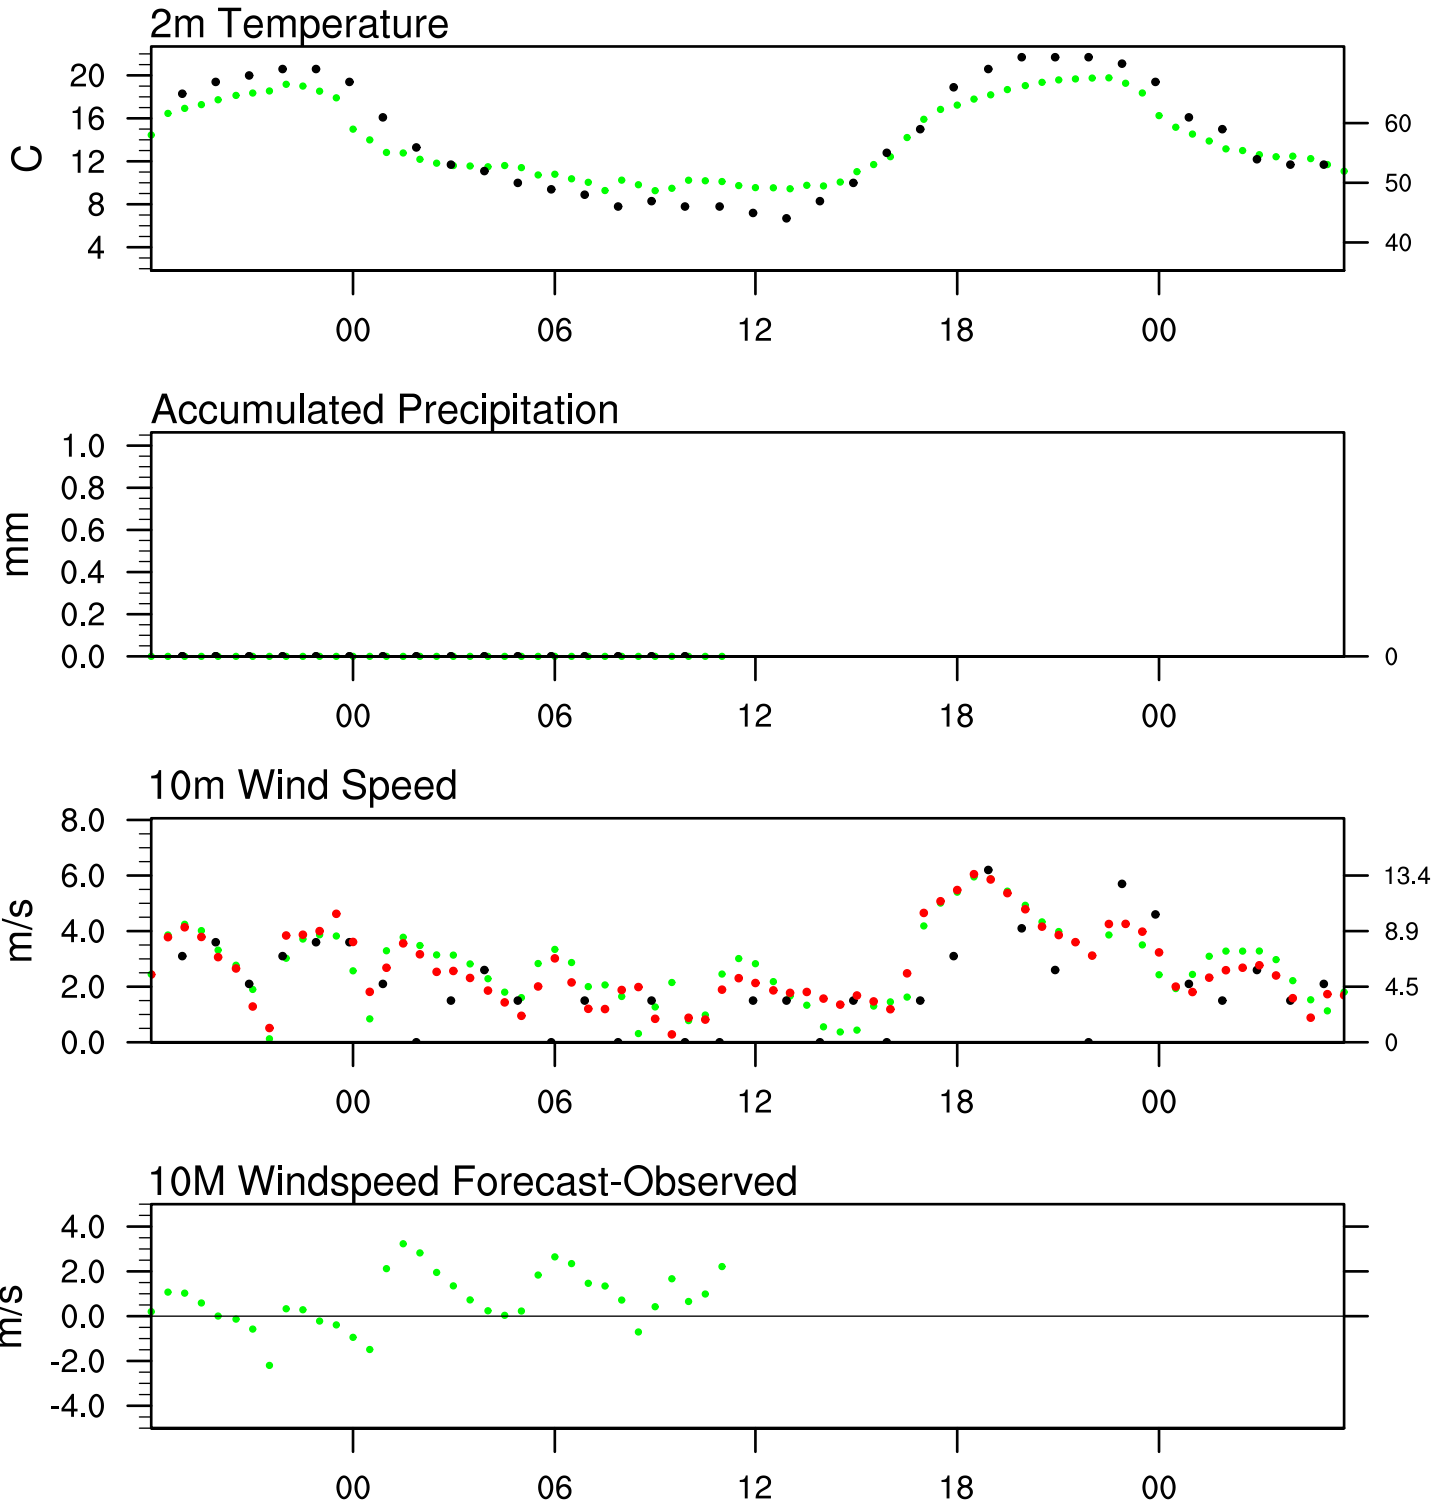 2m Temperature
C
20
16
12
8
4
60
50
40
00 06 12 18 00
Accumulated Precipitation
mm
1.0
0.8
0.6
0.4
0.2
0.0
0
00 06 12 18 00
10m Wind Speed
m/s
8.0
6.0
4.0
2.0
0.0
13.4
8.9
4.5
0
00 06 12 18 00
10M Windspeed Forecast-Observed
m/s
4.0
2.0
0.0
-2.0
-4.0
00 06 12 18 00